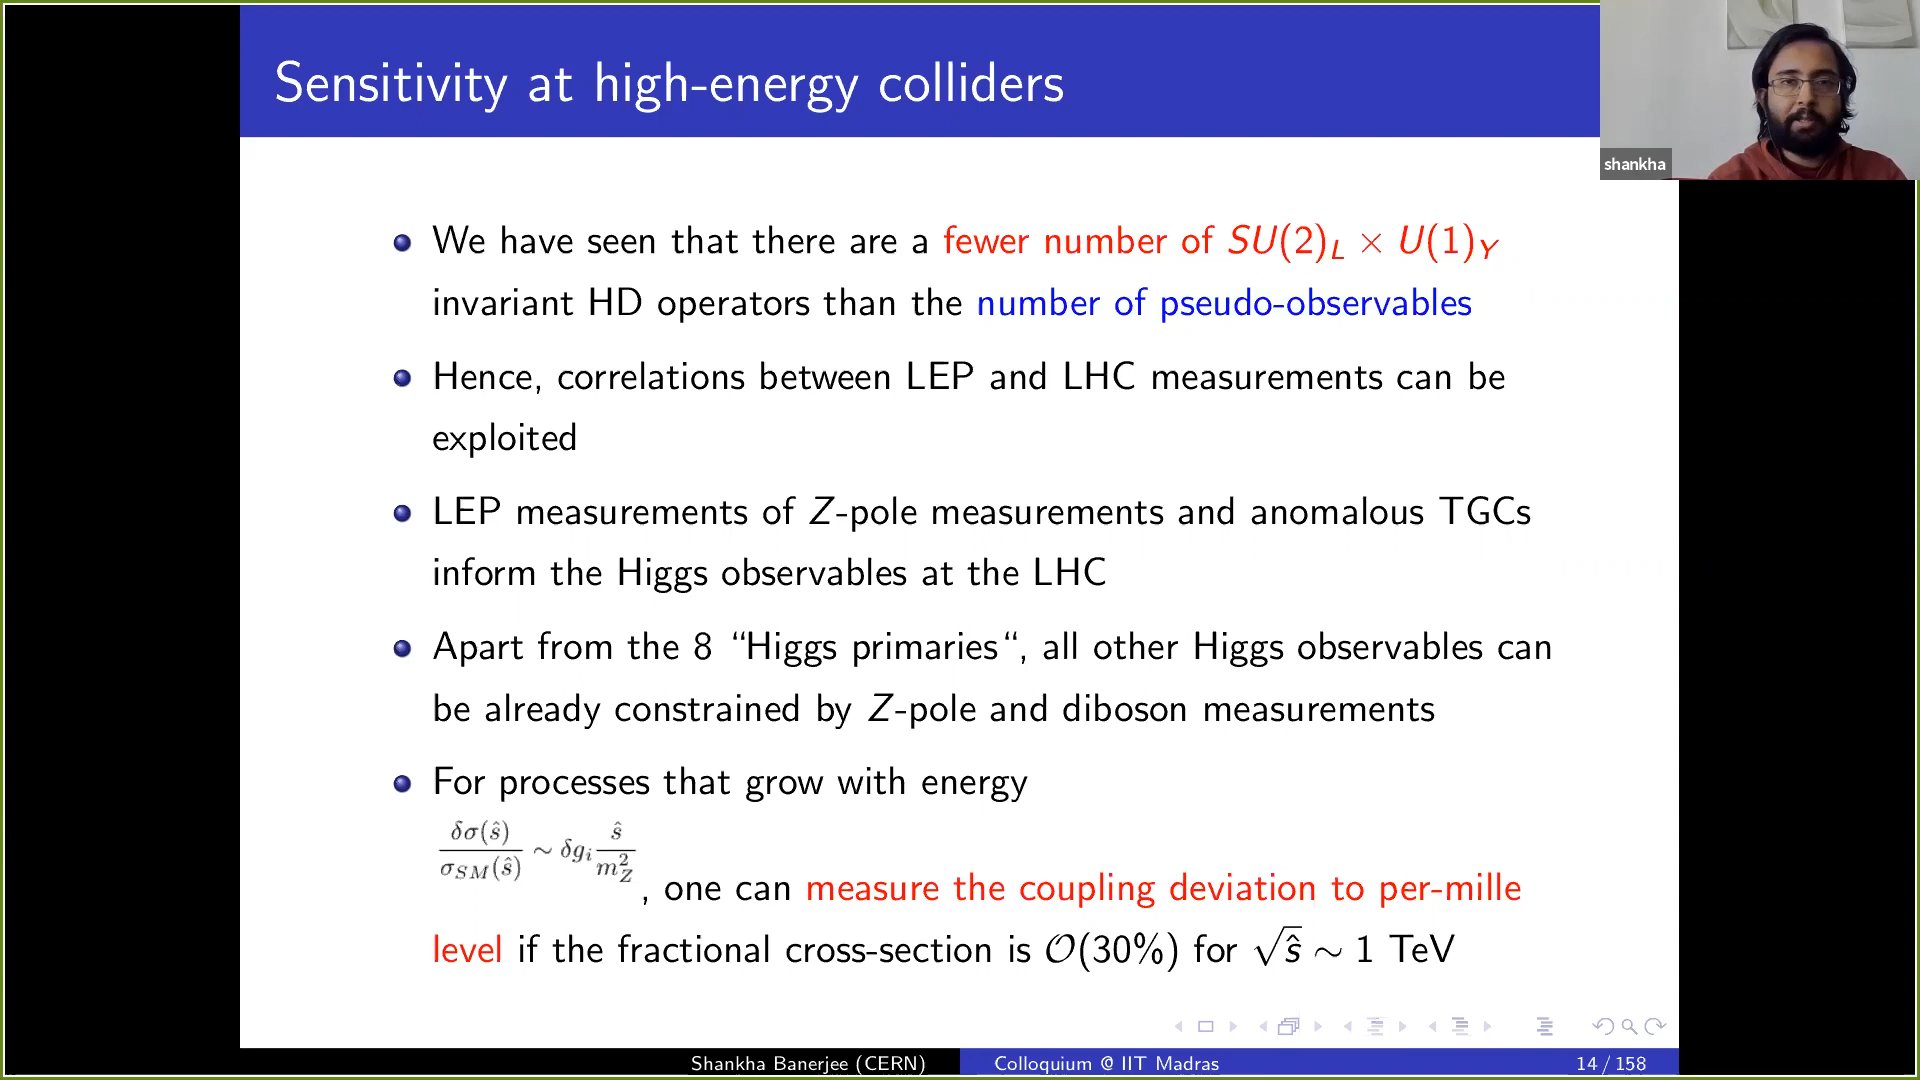 Sensitivity at high-energy colliders
shankha
We have seen that there are a fewer number of SU(2)_L × U(1)_Y
invariant HD operators than the number of pseudo-observables
Hence, correlations between LEP and LHC measurements can be
exploited
LEP measurements of Z-pole measurements and anomalous TGCs
inform the Higgs observables at the LHC
Apart from the 8 “Higgs primaries“, all other Higgs observables can
be already constrained by Z-pole and diboson measurements
For processes that grow with energy
δσ(ŝ)/σ_SM(ŝ) ∼ δg_i ŝ/m_Z^2 , one can measure the coupling deviation to per-mille
level if the fractional cross-section is O(30%) for √ŝ ∼ 1 TeV
Shankha Banerjee (CERN) Colloquium @ IIT Madras 14 / 158